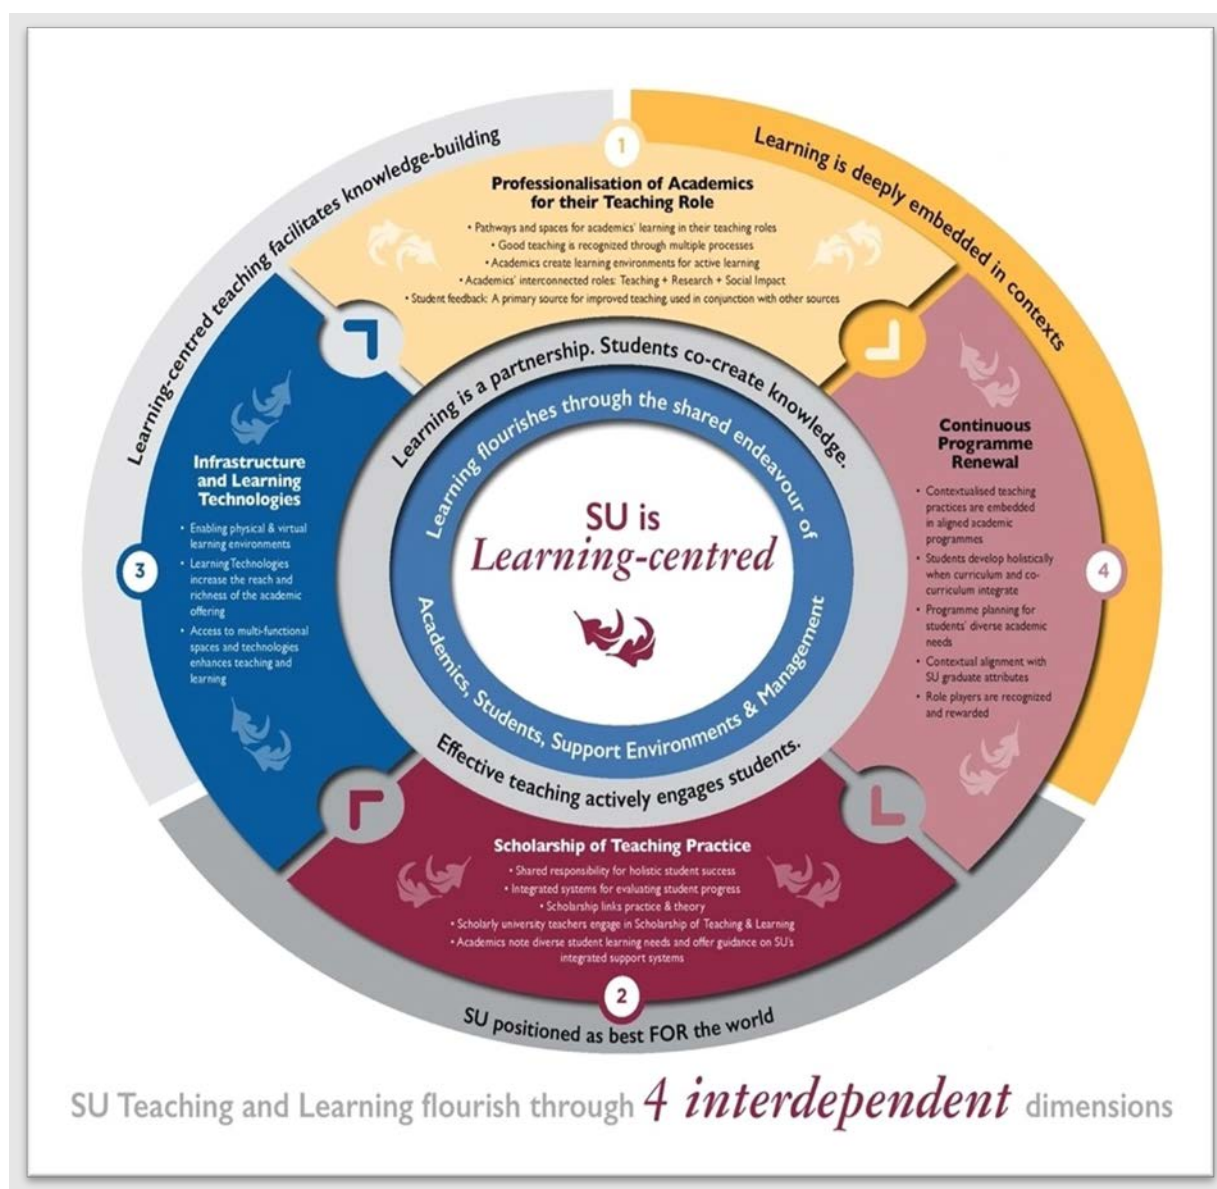 Learning-centred teaching facilitates knowledge-building
Learning is deeply embedded in contexts
1
Professionalisation of Academics
for their Teaching Role
• Pathways and spaces for academics' learning in their teaching roles
• Good teaching is recognized through multiple processes
• Academics create learning environments for active learning
• Academics' interconnected roles: Teaching + Research + Social Impact
• Student feedback: A primary source for improved teaching, used in conjunction with other sources
Learning is a partnership. Students co-create knowledge.
Learning flourishes through the shared endeavour of
SU is
Learning-centred
Academics, Students, Support Environments & Management
Effective teaching actively engages students.
Infrastructure
and Learning
Technologies
• Enabling physical & virtual
learning environments
• Learning Technologies
increase the reach and
richness of the academic
offering
• Access to multi-functional
spaces and technologies
enhances teaching and
learning
3
Continuous
Programme
Renewal
• Contextualised teaching
practices are embedded
in aligned academic
programmes
• Students develop holistically
when curriculum and co-
curriculum integrate
• Programme planning for
students' diverse academic
needs
• Contextual alignment with
SU graduate attributes
• Role players are recognized
and rewarded
4
Scholarship of Teaching Practice
• Shared responsibility for holistic student success
• Integrated systems for evaluating student progress
• Scholarship links practice & theory
• Scholarly university teachers engage in Scholarship of Teaching & Learning
• Academics note diverse student learning needs and offer guidance on SU's
integrated support systems
2
SU positioned as best FOR the world
SU Teaching and Learning flourish through 4 interdependent dimensions